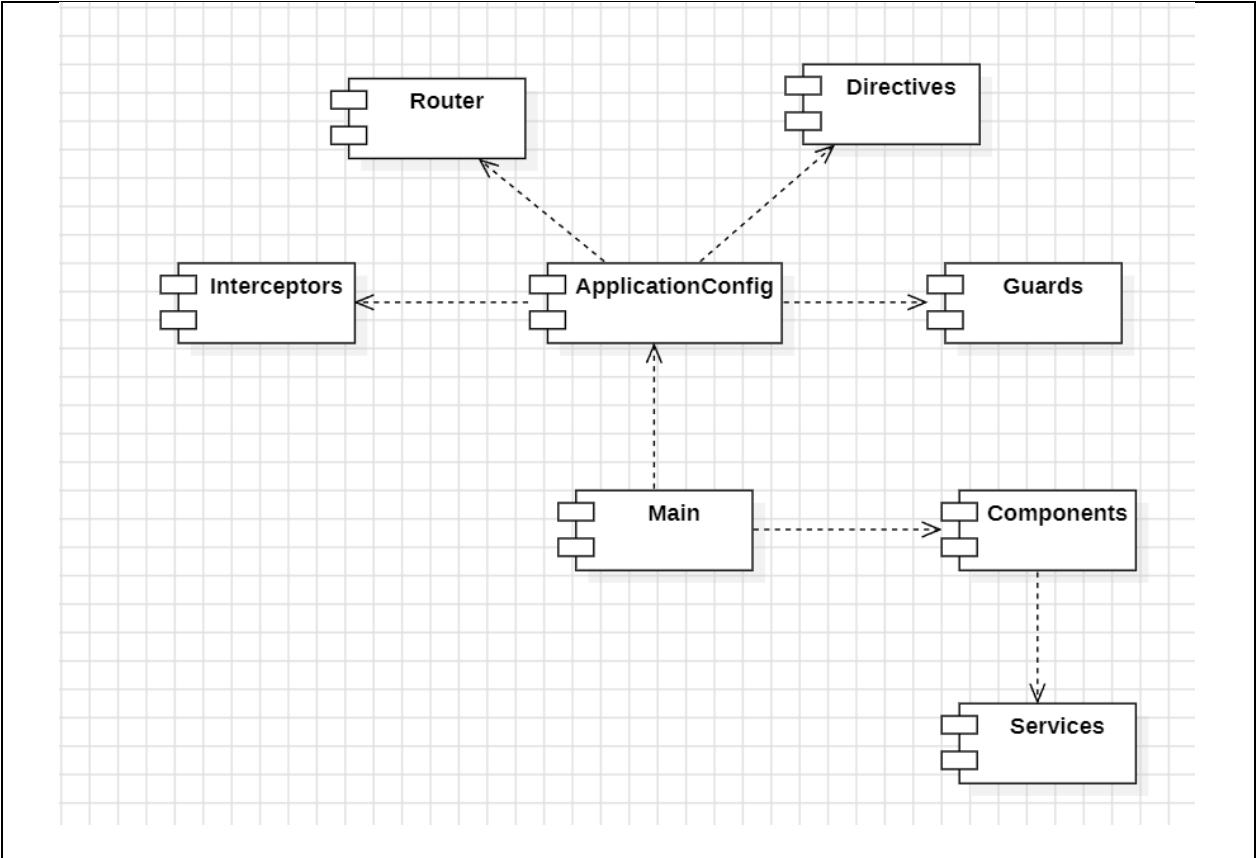 Router
Directives
Interceptors
ApplicationConfig
Guards
Main
Components
Services